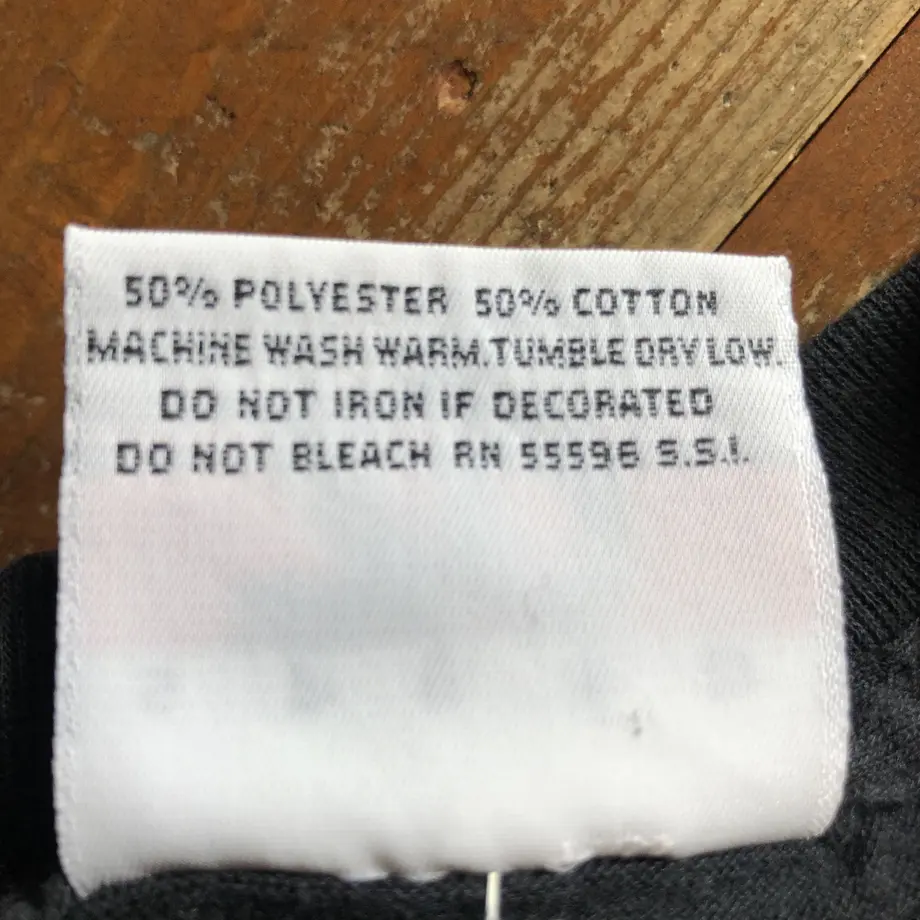 50% POLYESTER 50% COTTON
MACHINE WASH WARM.TUMBLE DRY LOW.
DO NOT IRON IF DECORATED
DO NOT BLEACH RN 55596 S.S.I.